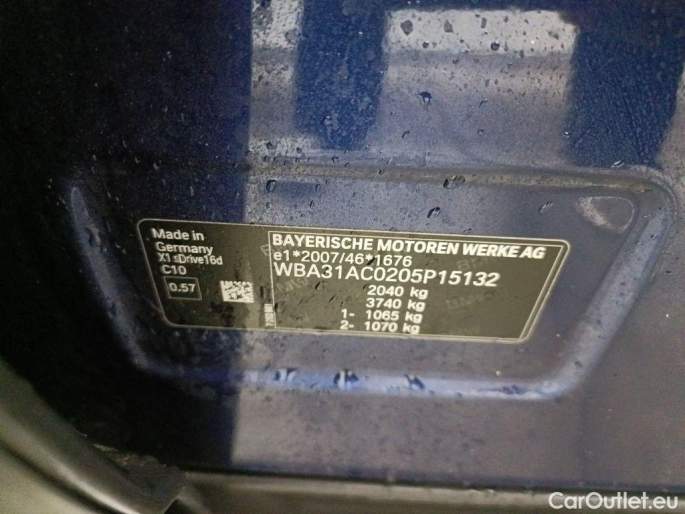 Made in
Germany
X1 sDrive16d
C10
0.57
BAYERISCHE MOTOREN WERKE AG
e1*2007/46*1676
WBA31AC0205P15132
2040 kg
3740 kg
1- 1065 kg
2- 1070 kg
CarOutlet.eu